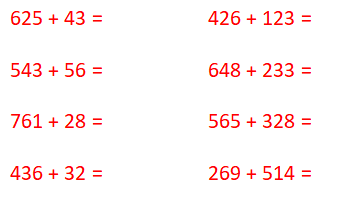 625 + 43 = 426 + 123 =
543 + 56 = 648 + 233 =
761 + 28 = 565 + 328 =
436 + 32 = 269 + 514 =